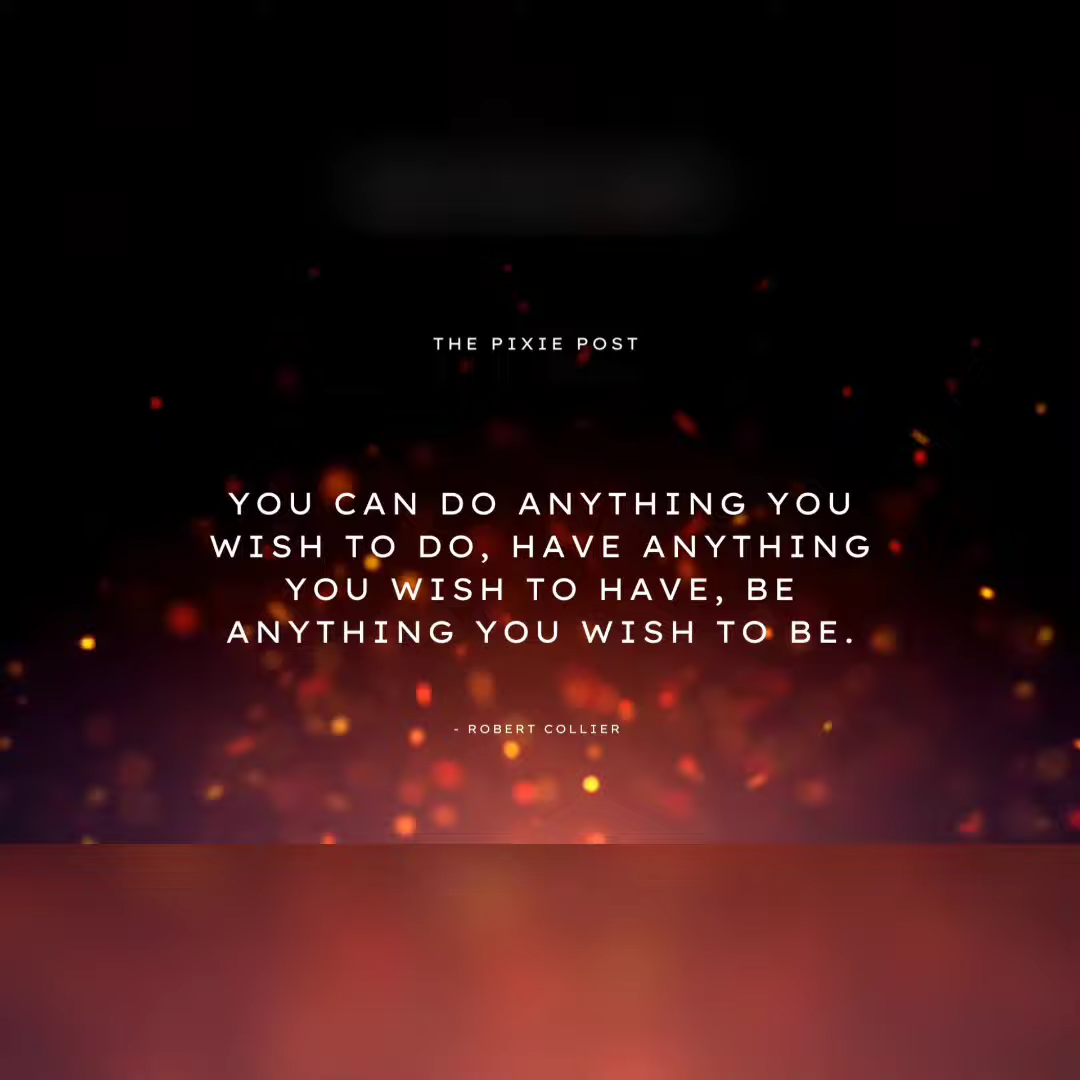 THE PIXIE POST
YOU CAN DO ANYTHING YOU
WISH TO DO, HAVE ANYTHING
YOU WISH TO HAVE, BE
ANYTHING YOU WISH TO BE.
- ROBERT COLLIER